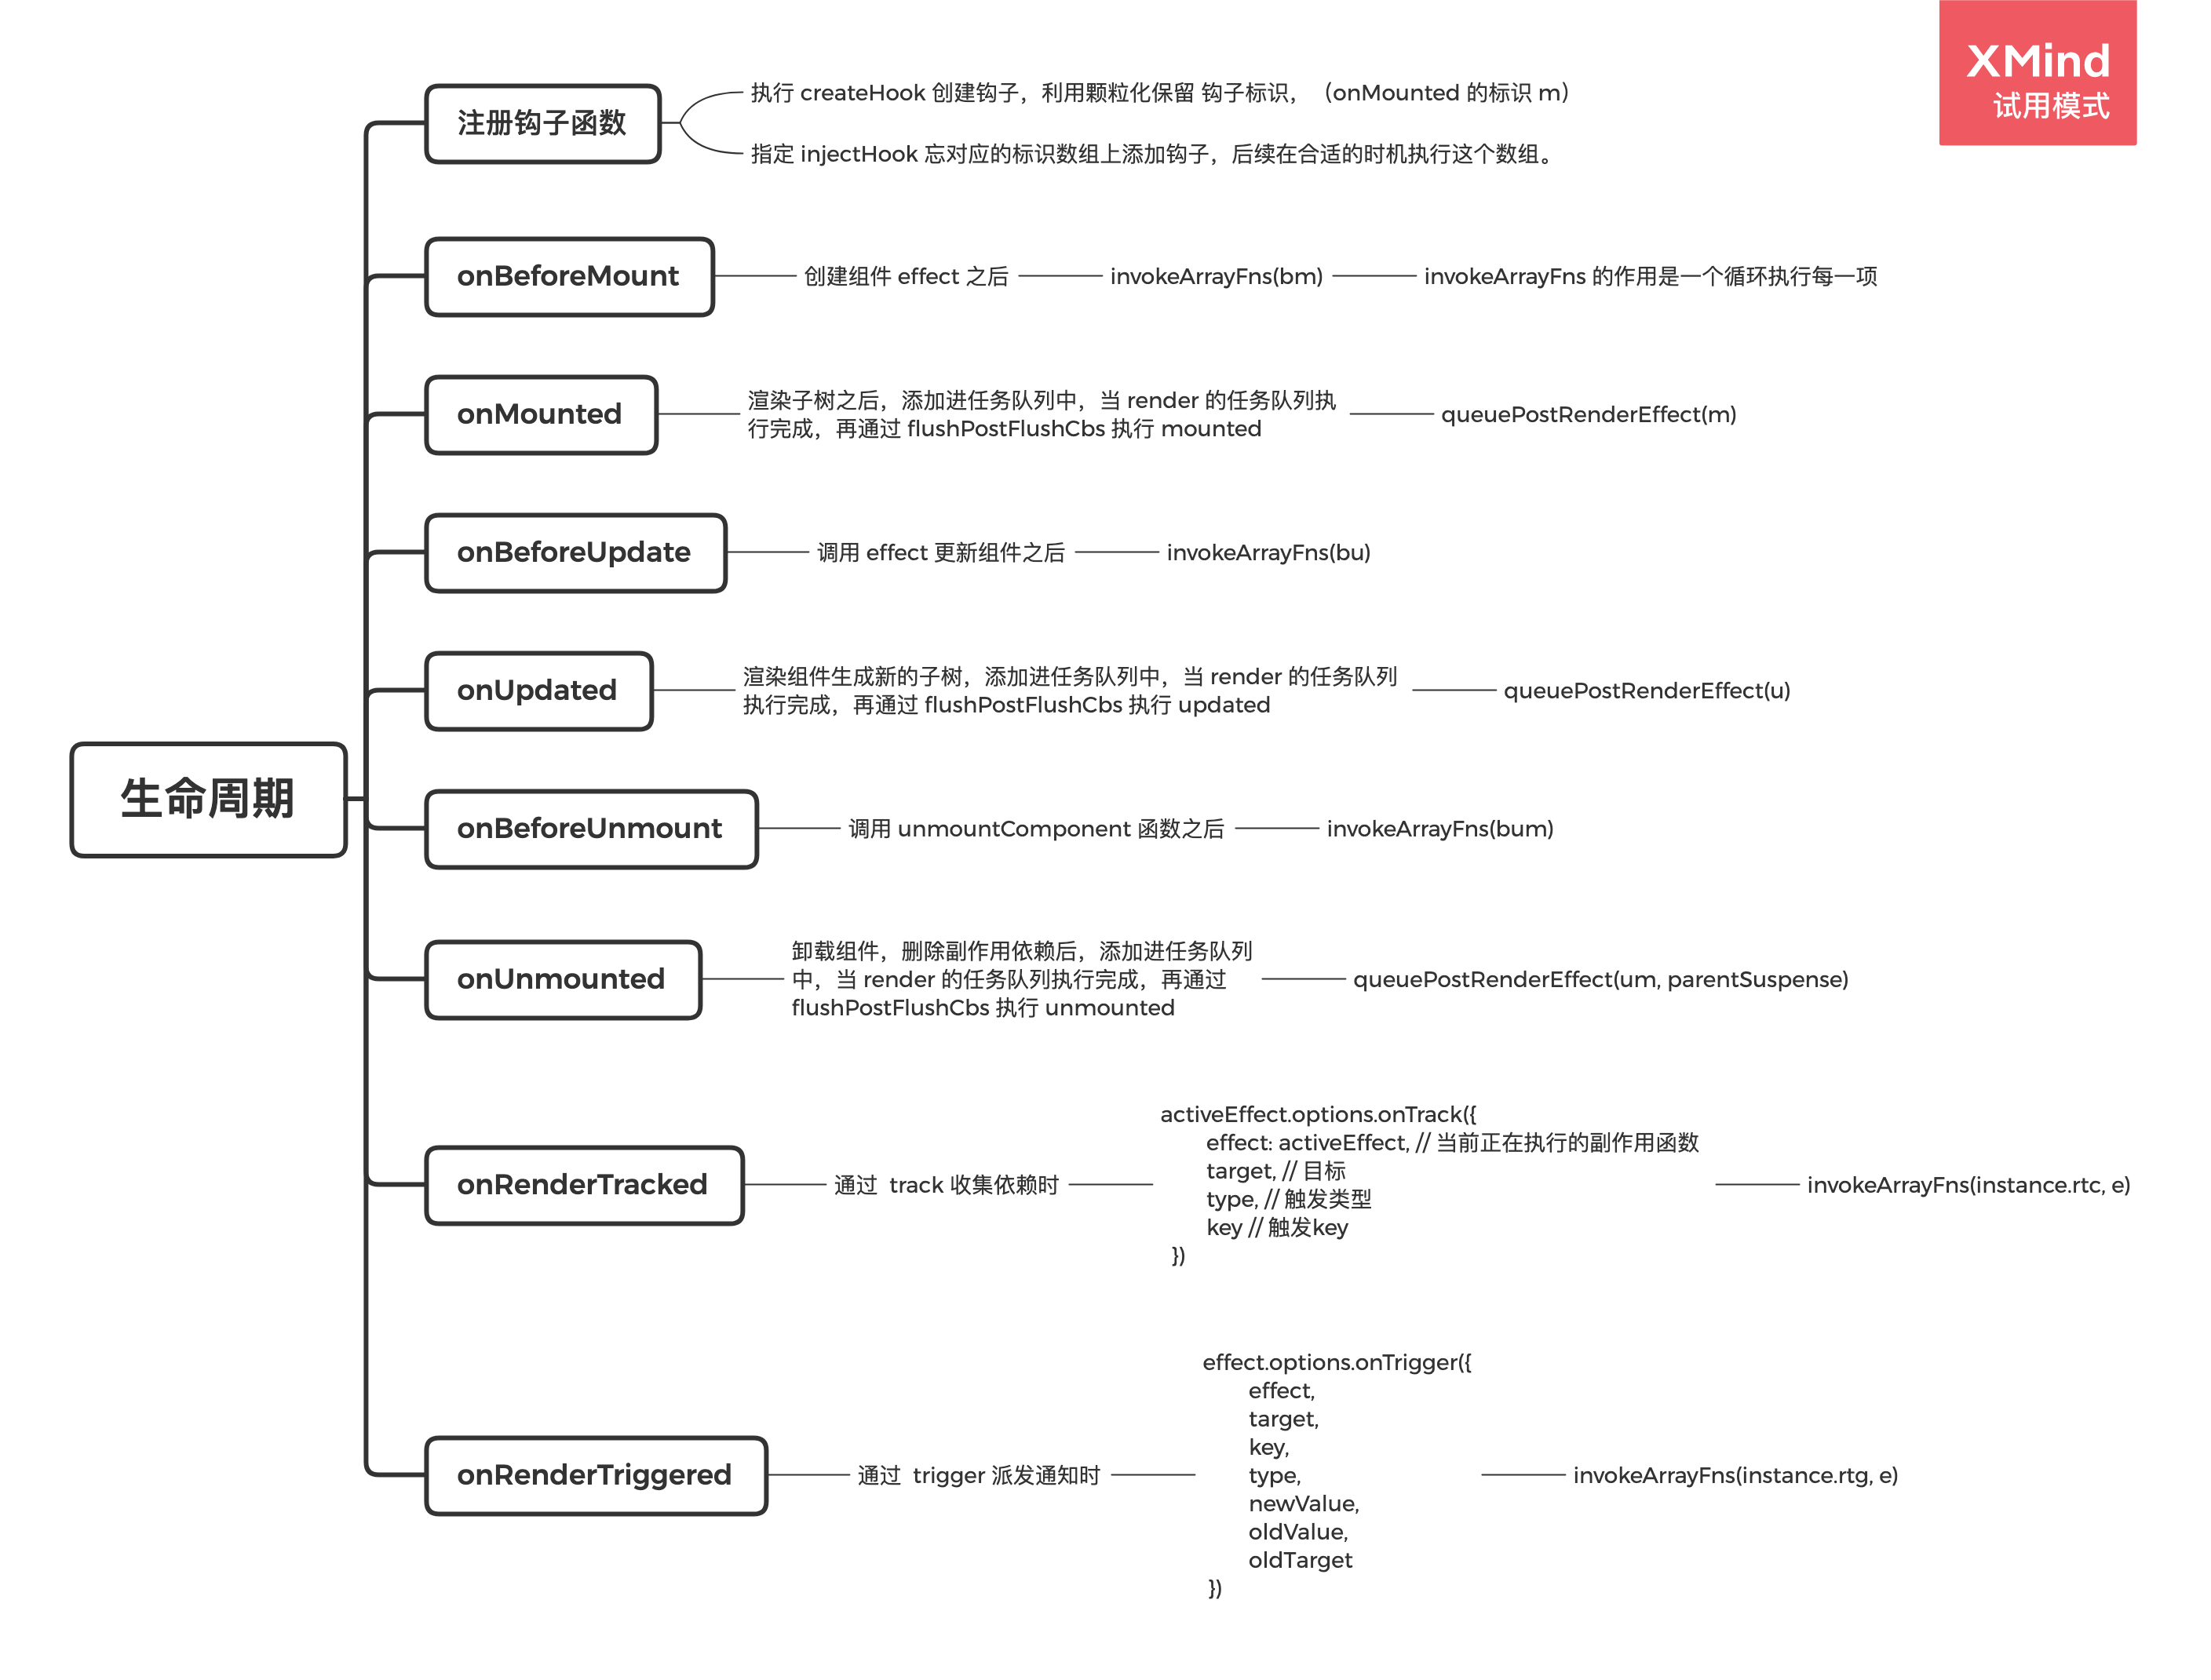 XMind
试用模式
注册钩子函数
执行 createHook 创建钩子，利用颗粒化保留 钩子标识，（onMounted 的标识 m）
指定 injectHook 忘对应的标识数组上添加钩子，后续在合适的时机执行这个数组。
onBeforeMount
创建组件 effect 之后
invokeArrayFns(bm)
invokeArrayFns 的作用是一个循环执行每一项
onMounted
渲染子树之后，添加进任务队列中，当 render 的任务队列执
行完成，再通过 flushPostFlushCbs 执行 mounted
queuePostRenderEffect(m)
onBeforeUpdate
调用 effect 更新组件之后
invokeArrayFns(bu)
onUpdated
渲染组件生成新的子树，添加进任务队列中，当 render 的任务队列
执行完成，再通过 flushPostFlushCbs 执行 updated
queuePostRenderEffect(u)
生命周期
onBeforeUnmount
调用 unmountComponent 函数之后
invokeArrayFns(bum)
onUnmounted
卸载组件，删除副作用依赖后，添加进任务队列
中，当 render 的任务队列执行完成，再通过
flushPostFlushCbs 执行 unmounted
queuePostRenderEffect(um, parentSuspense)
onRenderTracked
通过  track 收集依赖时
activeEffect.options.onTrack({
effect: activeEffect, // 当前正在执行的副作用函数
target, // 目标
type, // 触发类型
key // 触发key
})
invokeArrayFns(instance.rtc, e)
onRenderTriggered
通过  trigger 派发通知时
effect.options.onTrigger({
effect,
target,
key,
type,
newValue,
oldValue,
oldTarget
})
invokeArrayFns(instance.rtg, e)